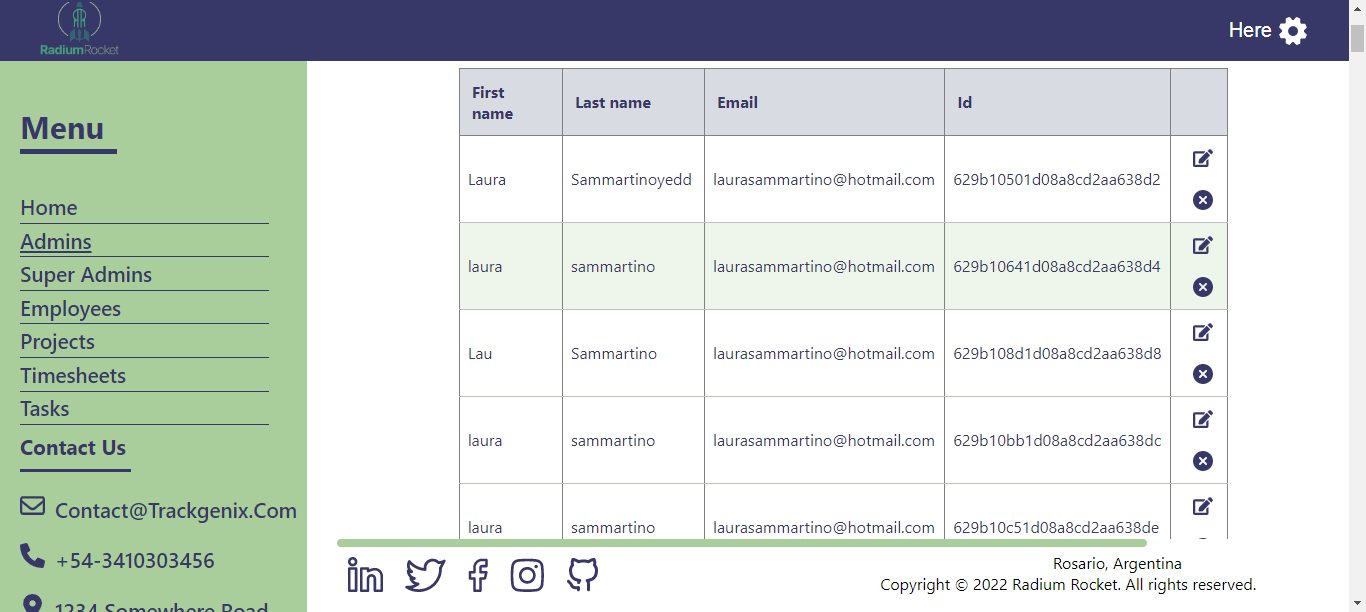 RadiumRocket
Here
Menu
Home
Admins
Super Admins
Employees
Projects
Timesheets
Tasks
Contact Us
Contact@Trackgenix.Com
+54-3410303456
1234 Somewhere Road
First name Last name Email Id
Laura Sammartinoyedd laurasammartino@hotmail.com 629b10501d08a8cd2aa638d2
laura sammartino laurasammartino@hotmail.com 629b10641d08a8cd2aa638d4
Lau Sammartino laurasammartino@hotmail.com 629b108d1d08a8cd2aa638d8
laura sammartino laurasammartino@hotmail.com 629b10bb1d08a8cd2aa638dc
laura sammartino laurasammartino@hotmail.com 629b10c51d08a8cd2aa638de
Rosario, Argentina
Copyright © 2022 Radium Rocket. All rights reserved.